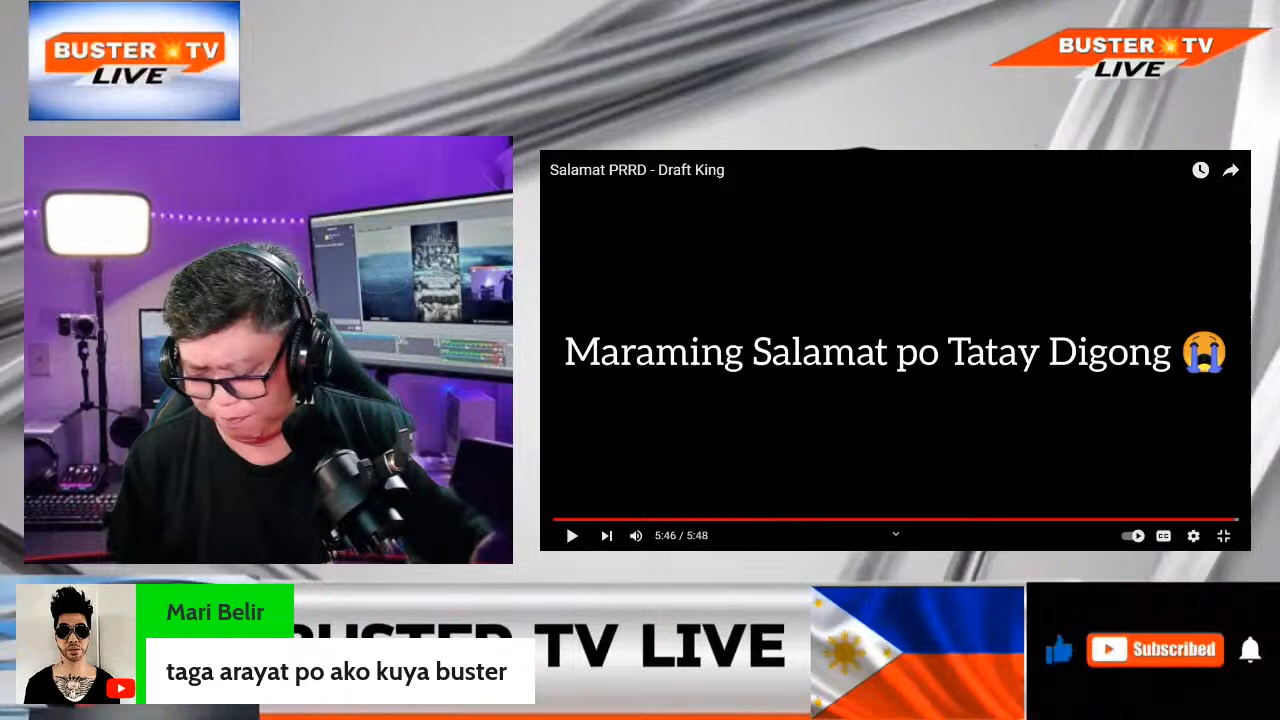 BUSTER TV
LIVE
BUSTER TV
LIVE
Salamat PRRD - Draft King
Maraming Salamat po Tatay Digong 😭
5:46 / 5:48
CC
Mari Belir
taga arayat po ako kuya buster
BUSTER TV LIVE
Subscribed